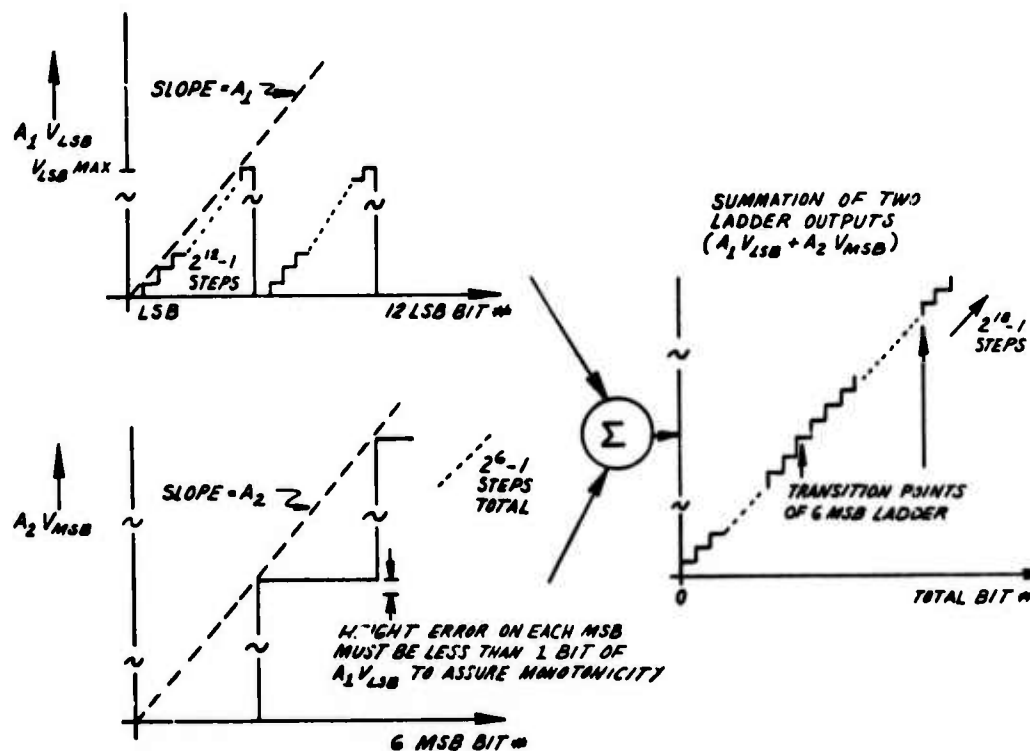 SLOPE = A1
A1 VLSB
VLSB MAX
2^12-1
STEPS
LSB
12 LSB BIT #
SLOPE = A2
A2 VMSB
2^6-1
STEPS
TOTAL
HEIGHT ERROR ON EACH MSB
MUST BE LESS THAN 1 BIT OF
A1 VLSB TO ASSURE MONOTONICITY
6 MSB BIT #
Σ
SUMMATION OF TWO
LADDER OUTPUTS
(A1 VLSB + A2 VMSB)
2^18-1
STEPS
TRANSITION POINTS
OF 6 MSB LADDER
0
TOTAL BIT #